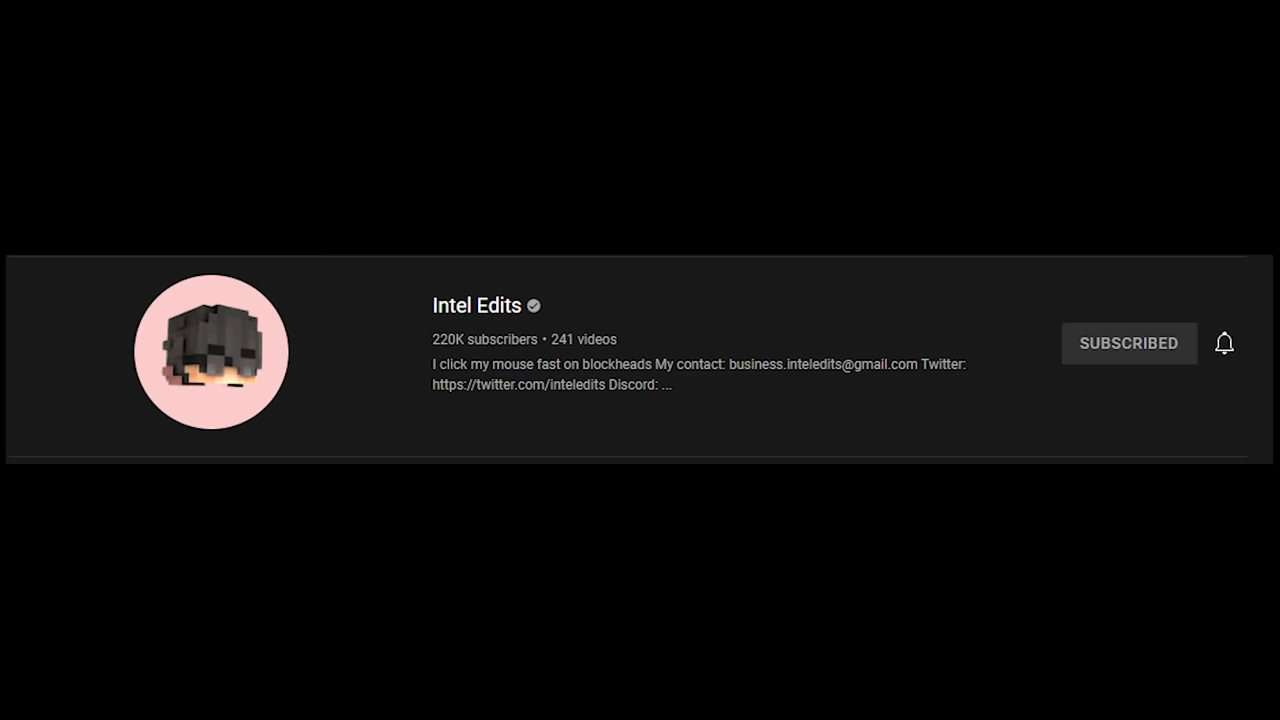 Intel Edits
220K subscribers • 241 videos
SUBSCRIBED
I click my mouse fast on blockheads My contact: business.inteledits@gmail.com Twitter:
https://twitter.com/inteledits Discord: ...